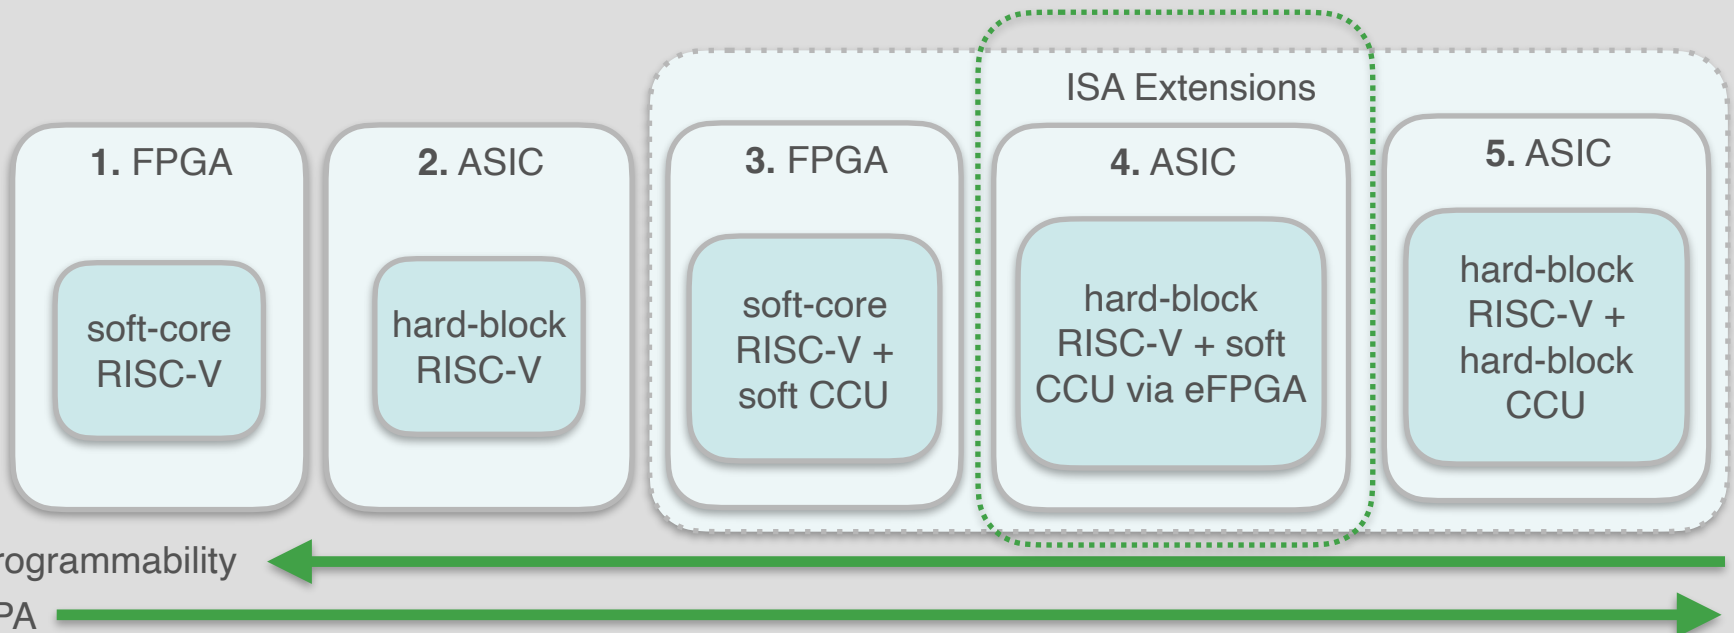 ISA Extensions
1. FPGA
soft-core
RISC-V
2. ASIC
hard-block
RISC-V
3. FPGA
soft-core
RISC-V +
soft CCU
4. ASIC
hard-block
RISC-V + soft
CCU via eFPGA
5. ASIC
hard-block
RISC-V +
hard-block
CCU
rogrammability
PA